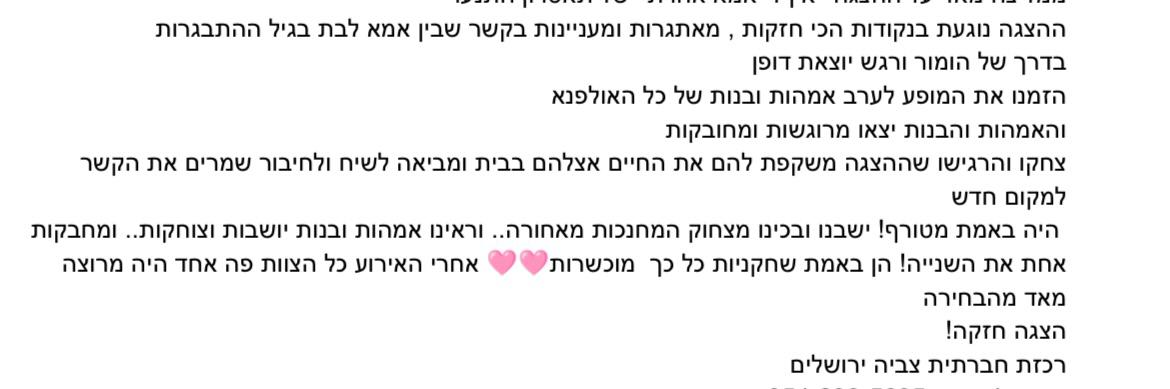 ההצגה נוגעת בנקודות הכי חזקות , מאתגרות ומעניינות בקשר שבין אמא לבת בגיל ההתבגרות
בדרך של הומור ורגש יוצאת דופן
הזמנו את המופע לערב אמהות ובנות של כל האולפנא
והאמהות והבנות יצאו מרוגשות ומחובקות
צחקו והרגישו שההצגה משקפת להם את החיים אצלהם בבית ומביאה לשיח ולחיבור שמרים את הקשר
למקום חדש
היה באמת מטורף! ישבנו ובכינו מצחוק המחנכות מאחורה.. וראינו אמהות ובנות יושבות וצוחקות.. ומחבקות
אחת את השנייה! הן באמת שחקניות כל כך  מוכשרות🩷🩷 אחרי האירוע כל הצוות פה אחד היה מרוצה
מאד מהבחירה
הצגה חזקה!
רכזת חברתית צביה ירושלים